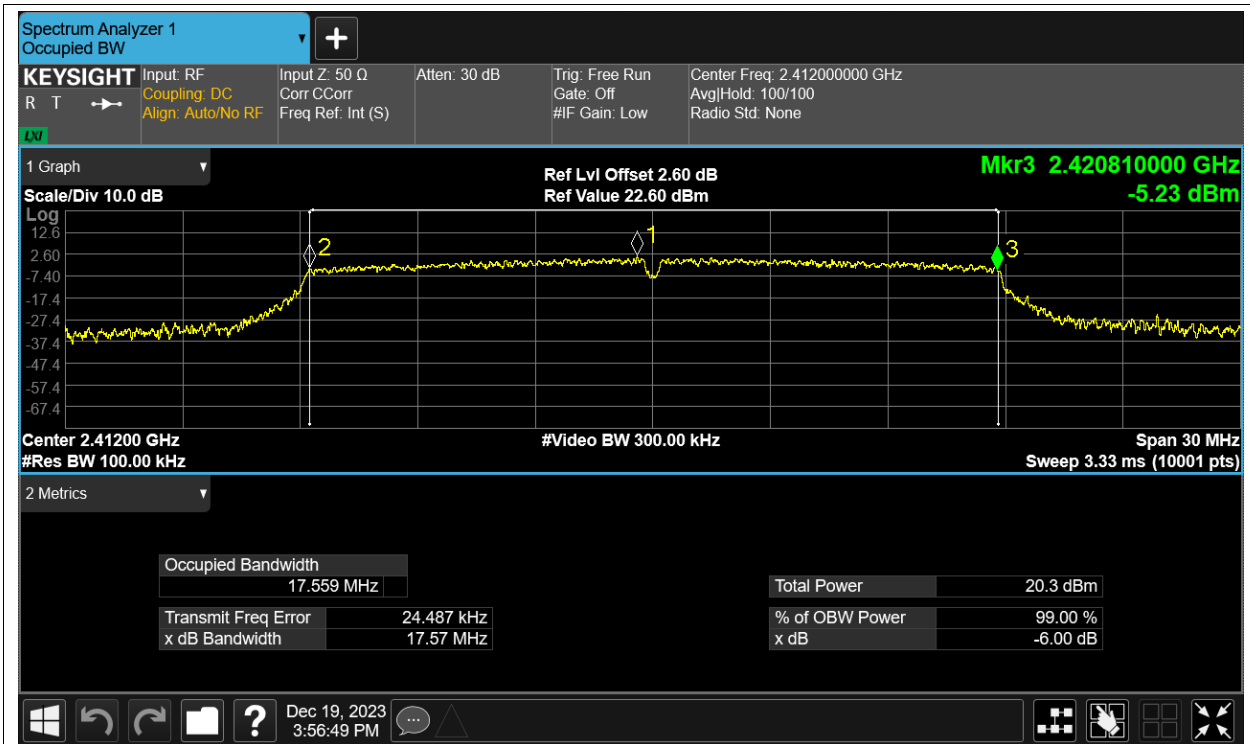 Spectrum Analyzer 1
Occupied BW
KEYSIGHT
R T
LXI
Input: RF
Coupling: DC
Align: Auto/No RF
Input Z: 50 Ω
Corr CCorr
Freq Ref: Int (S)
Atten: 30 dB
Trig: Free Run
Gate: Off
#IF Gain: Low
Center Freq: 2.412000000 GHz
Avg|Hold: 100/100
Radio Std: None
1 Graph
Scale/Div 10.0 dB
Ref Lvl Offset 2.60 dB
Ref Value 22.60 dBm
Mkr3 2.420810000 GHz
-5.23 dBm
Log
12.6
2.60
-7.40
-17.4
-27.4
-37.4
-47.4
-57.4
-67.4
2
1
3
Center 2.41200 GHz
#Video BW 300.00 kHz
Span 30 MHz
#Res BW 100.00 kHz
Sweep 3.33 ms (10001 pts)
2 Metrics
Occupied Bandwidth
17.559 MHz
Total Power 20.3 dBm
Transmit Freq Error 24.487 kHz
% of OBW Power 99.00 %
x dB Bandwidth 17.57 MHz
x dB -6.00 dB
?
Dec 19, 2023
3:56:49 PM